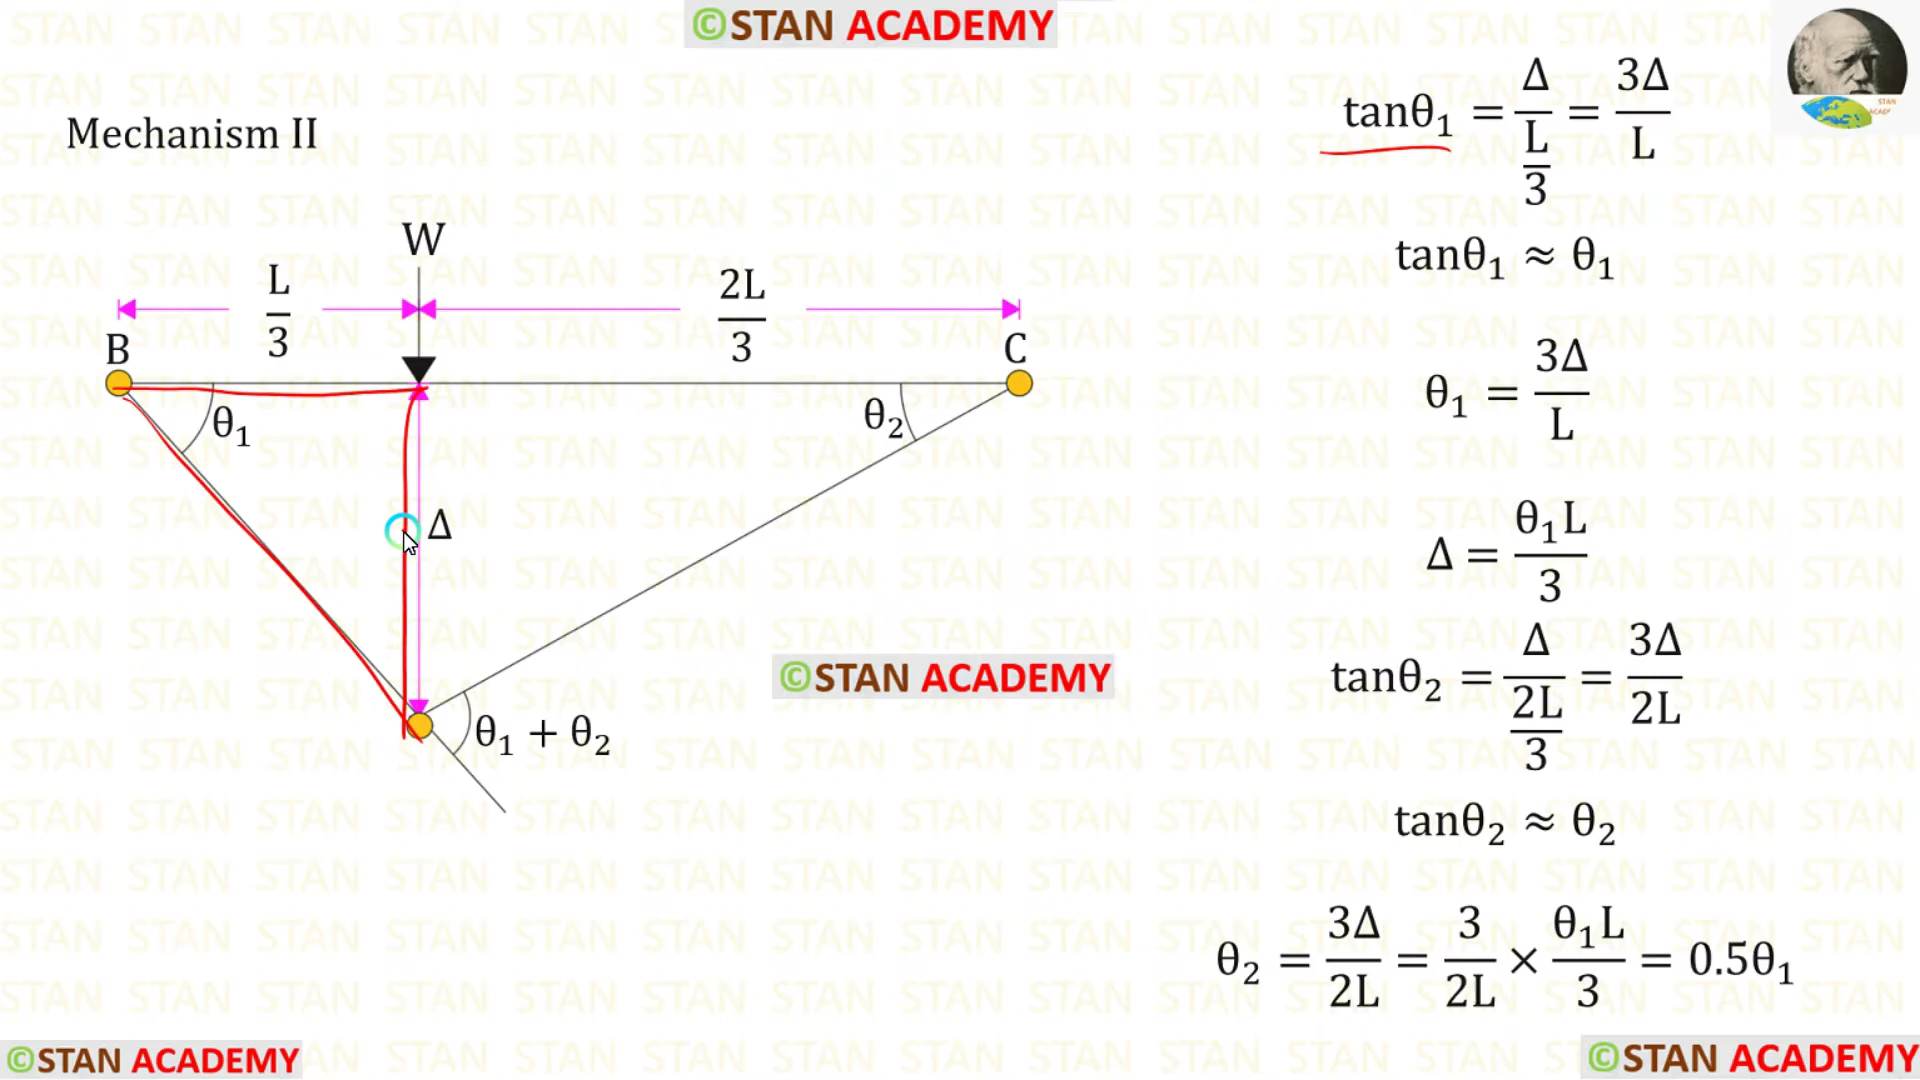 ©STAN ACADEMY
Mechanism II
W
L/3
2L/3
B
C
θ₁
θ₂
Δ
θ₁ + θ₂
©STAN ACADEMY
tanθ₁ = Δ/(L/3) = 3Δ/L
tanθ₁ ≈ θ₁
θ₁ = 3Δ/L
Δ = θ₁L/3
tanθ₂ = Δ/(2L/3) = 3Δ/2L
tanθ₂ ≈ θ₂
θ₂ = 3Δ/2L = 3/2L × θ₁L/3 = 0.5θ₁
©STAN ACADEMY
©STAN ACADEMY